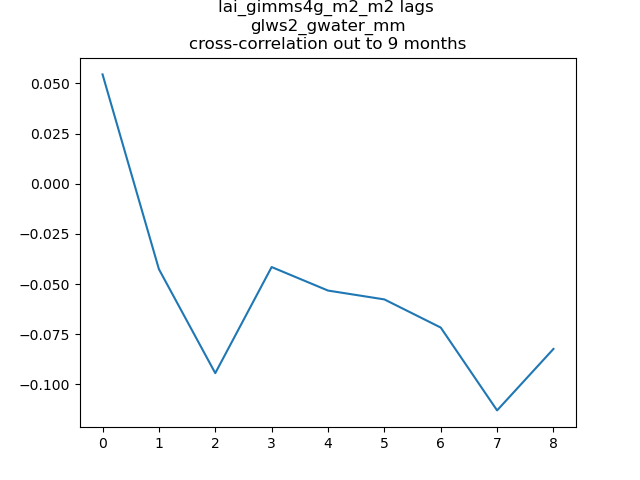 lai_gimms4g_m2_m2 lags
glws2_gwater_mm
cross-correlation out to 9 months
0.050
0.025
0.000
−0.025
−0.050
−0.075
−0.100
0 1 2 3 4 5 6 7 8